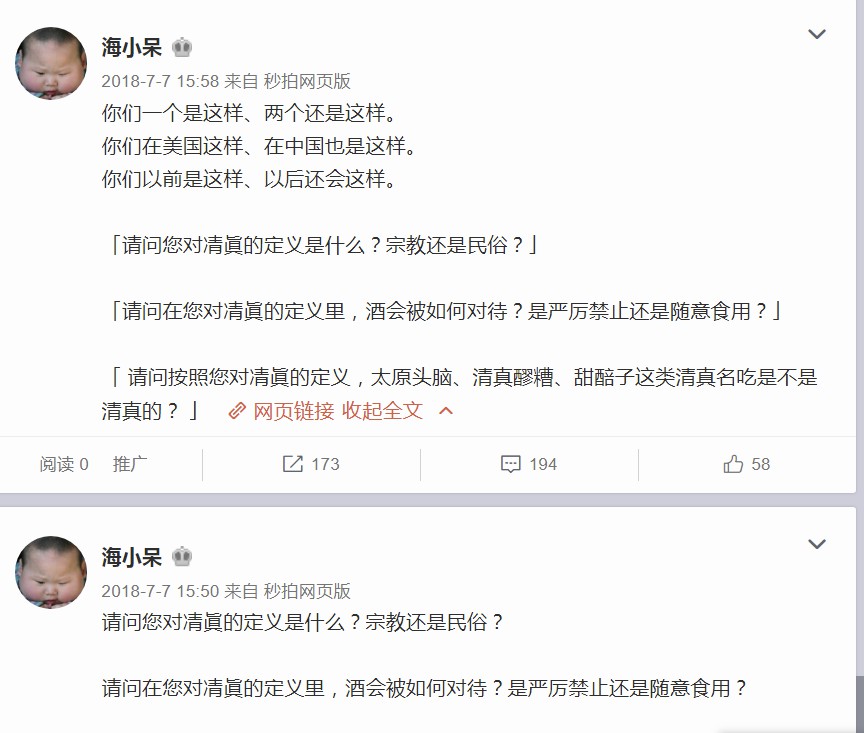 海小呆
2018-7-7 15:58 来自 秒拍网页版
你们一个是这样、两个还是这样。
你们在美国这样、在中国也是这样。
你们以前是这样、以后还会这样。
「请问您对凊眞的定义是什么？宗教还是民俗？」
「请问在您对凊眞的定义里，酒会被如何对待？是严厉禁止还是随意食用？」
「 请问按照您对凊眞的定义，太原头脑、清真醪糟、甜醅子这类清真名吃是不是
清真的？ 」 网页链接 收起全文
阅读 0 推广 173 194 58
海小呆
2018-7-7 15:50 来自 秒拍网页版
请问您对凊眞的定义是什么？宗教还是民俗？
请问在您对凊眞的定义里，酒会被如何对待？是严厉禁止还是随意食用？